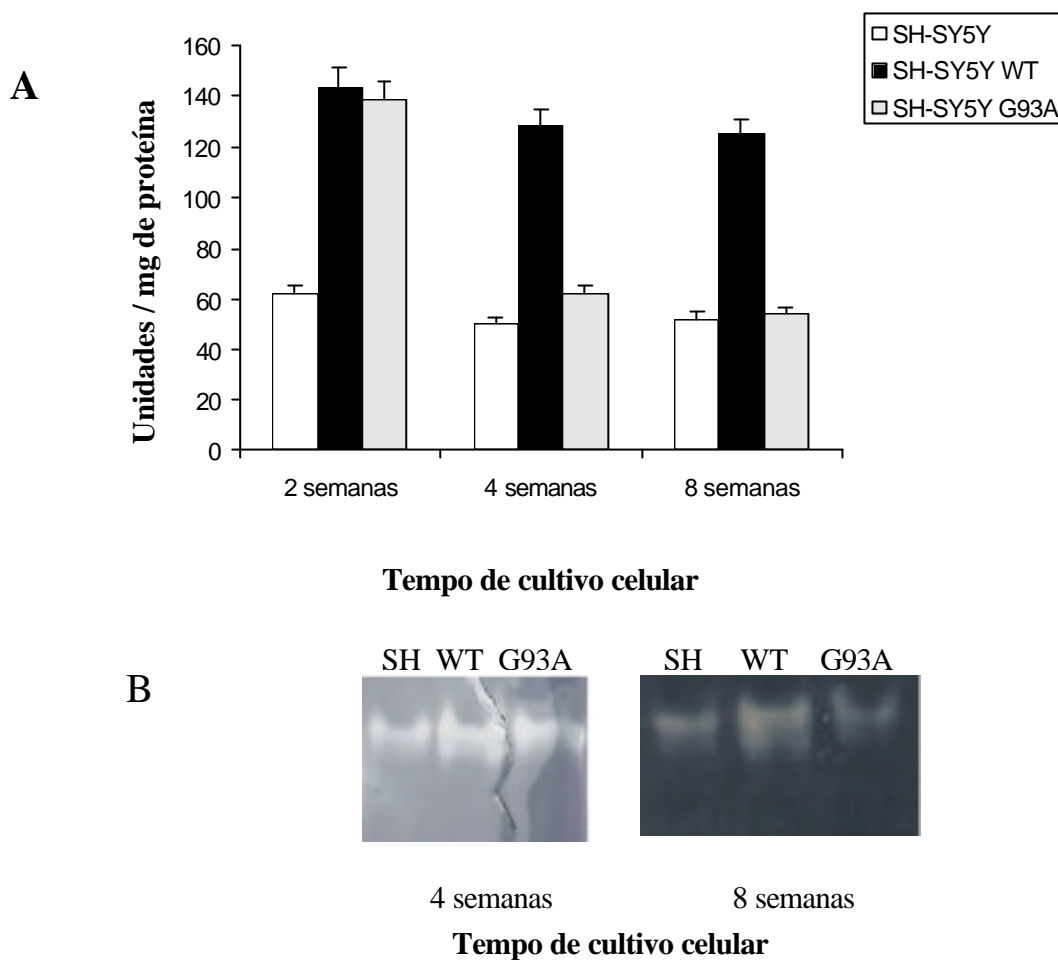 A
Unidades / mg de proteína
160
140
120
100
80
60
40
20
0
2 semanas 4 semanas 8 semanas
SH-SY5Y
SH-SY5Y WT
SH-SY5Y G93A
Tempo de cultivo celular
B
SH WT G93A
SH WT G93A
4 semanas
8 semanas
Tempo de cultivo celular